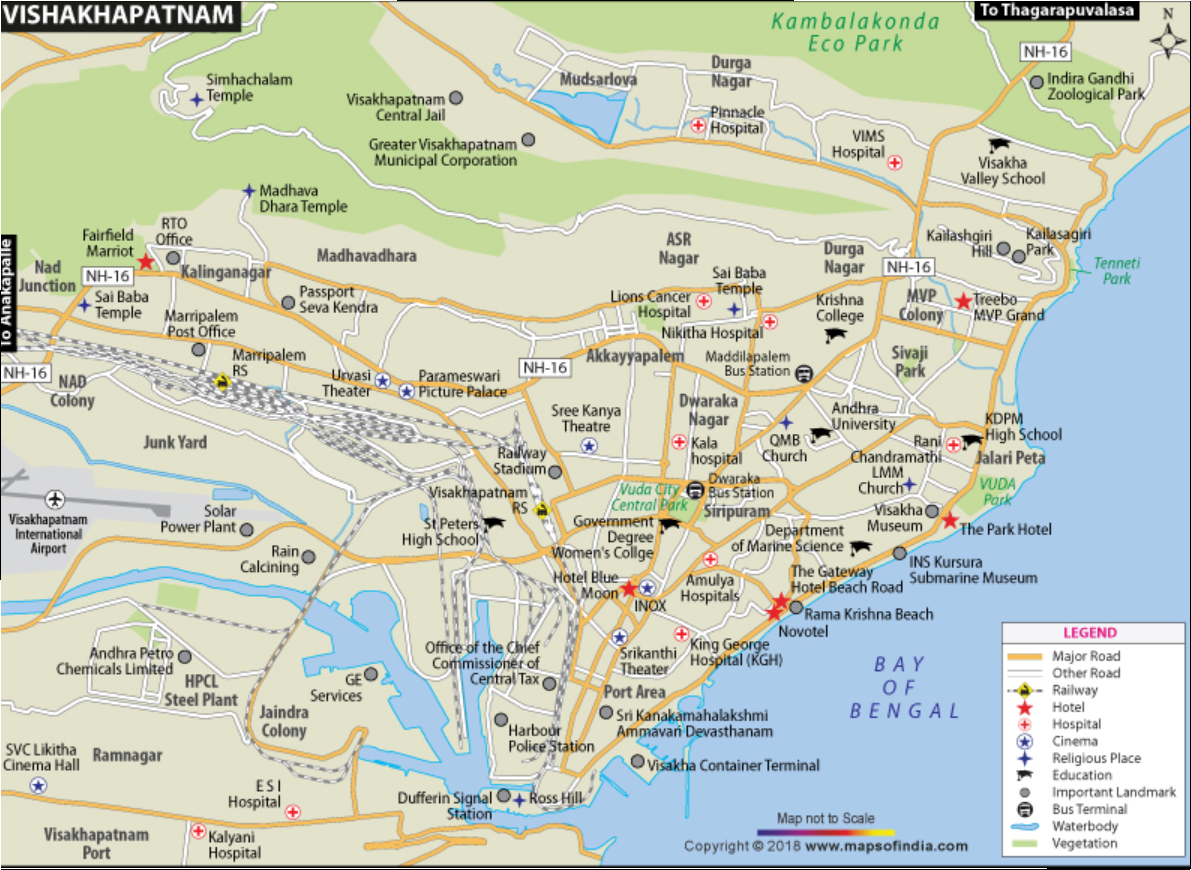 VISHAKHAPATNAM
To Thagarapuvalasa
N
Kambalakonda
Eco Park
NH-16
Durga
Nagar
Mudsarlova
Indira Gandhi
Zoological Park
Simhachalam
Temple
Visakhapatnam
Central Jail
Pinnacle
Hospital
Greater Visakhapatnam
Municipal Corporation
VIMS
Hospital
Visakha
Valley School
Madhava
Dhara Temple
RTO
Office
Fairfield
Marriot
Madhavadhara
ASR
Nagar
Durga
Nagar
Kailashgiri
Hill
Kailasagiri
Park
To Anakapalle
Nad
Junction
NH-16
Kalinganagar
NH-16
Tenneti
Park
Sai Baba
Temple
Sai Baba
Temple
Passport
Seva Kendra
Lions Cancer
Hospital
Krishna
College
MVP
Colony
Treebo
MVP Grand
Marripalem
Post Office
Nikitha Hospital
Marripalem
RS
Akkayyapalem
Maddilapalem
Bus Station
Sivaji
Park
NH-16
NH-16
NAD
Colony
Urvasi
Theater
Parameswari
Picture Palace
Sree Kanya
Theatre
Dwaraka
Nagar
Andhra
University
KDPM
High School
Junk Yard
Kala
hospital
QMB
Church
Rani
Chandramathi
Jalari Peta
Railway
Stadium
LMM
Church
Visakhapatnam
RS
Vuda City
Central Park
Dwaraka
Bus Station
Siripuram
VUDA
Park
Visakhapatnam
International
Airport
Solar
Power Plant
St Peters
High School
Government
Degree
Women's Collge
Visakha
Museum
The Park Hotel
Department
of Marine Science
Rain
Calcining
INS Kursura
Submarine Museum
Hotel Blue
Moon
INOX
Amulya
Hospitals
The Gateway
Hotel Beach Road
Rama Krishna Beach
Novotel
Andhra Petro
Chemicals Limited
Office of the Chief
Commissioner of
Central Tax
Srikanthi
Theater
King George
Hospital (KGH)
HPCL
Steel Plant
GE
Services
Port Area
BAY
OF
BENGAL
Jaindra
Colony
Harbour
Police Station
Sri Kanakamahalakshmi
Ammavari Devasthanam
SVC Likitha
Cinema Hall
Ramnagar
Visakha Container Terminal
E S I
Hospital
Dufferin Signal
Station
Ross Hill
Visakhapatnam
Port
Kalyani
Hospital
Map not to Scale
Copyright © 2018 www.mapsofindia.com
LEGEND
Major Road
Other Road
Railway
Hotel
Hospital
Cinema
Religious Place
Education
Important Landmark
Bus Terminal
Waterbody
Vegetation